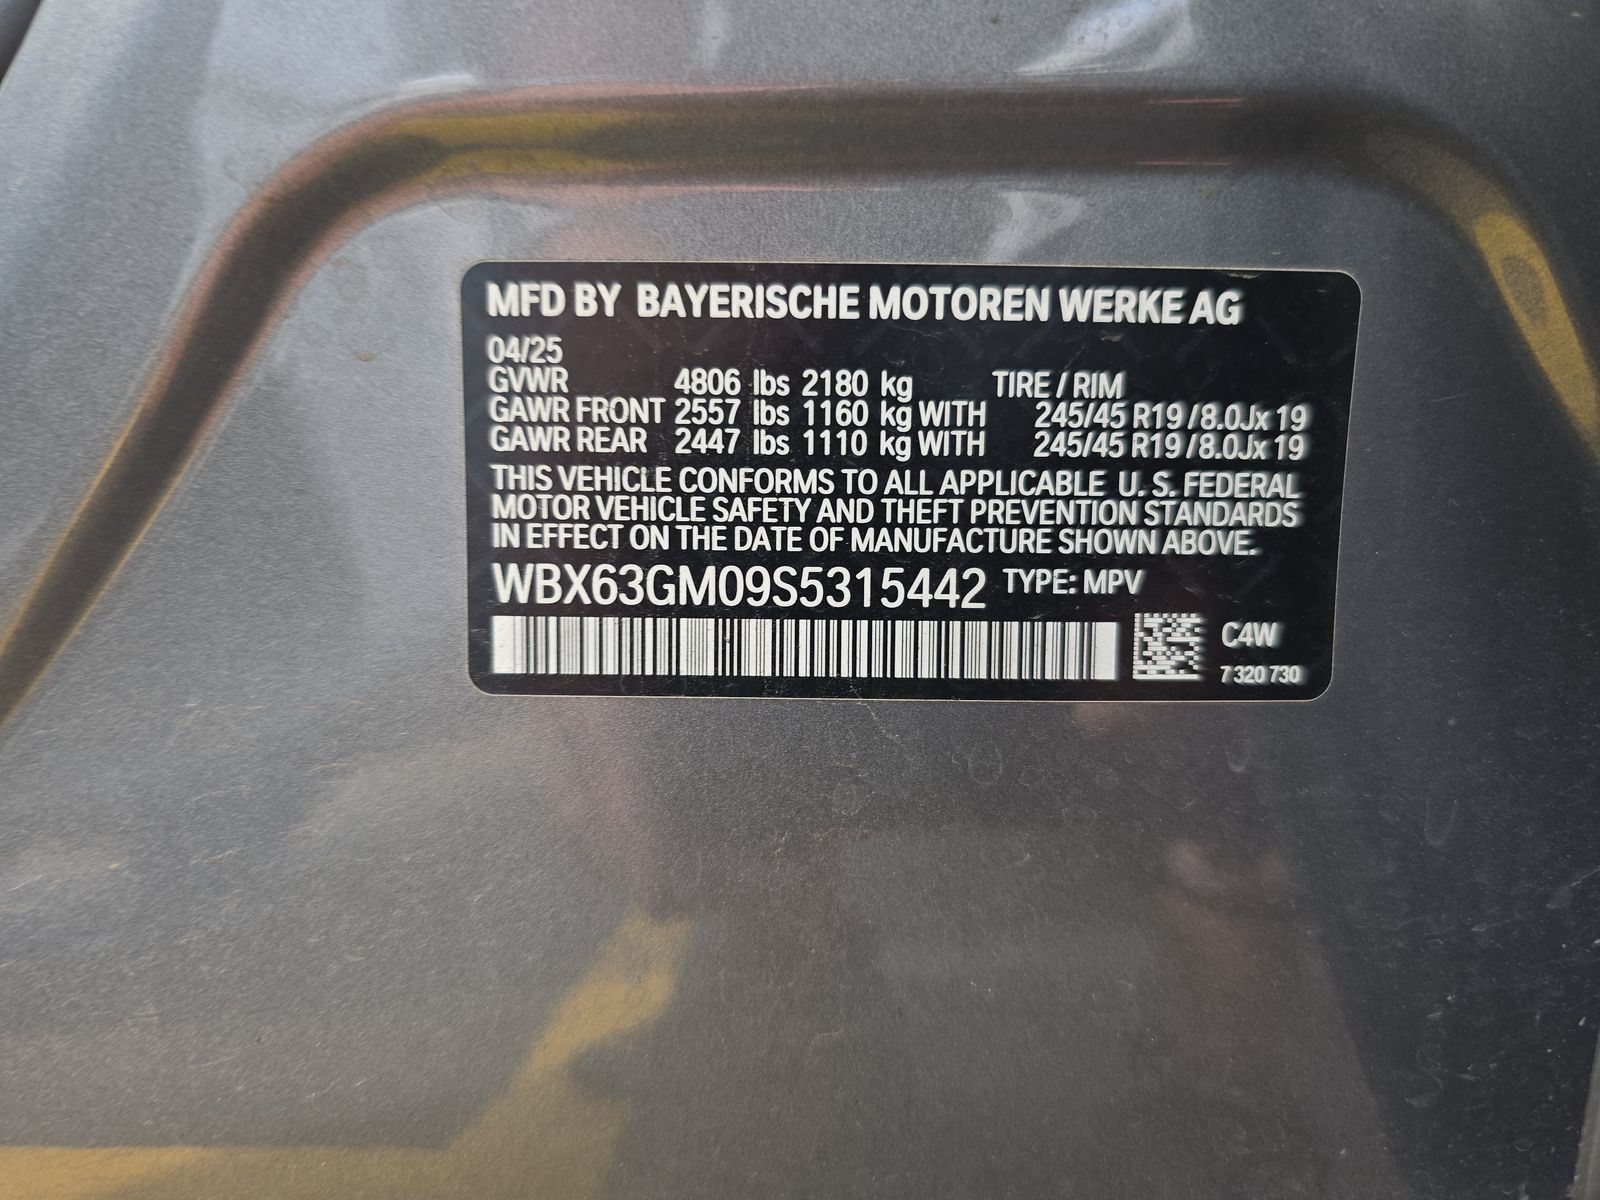 MFD BY BAYERISCHE MOTOREN WERKE AG
04/25
GVWR 4806 lbs 2180 kg TIRE / RIM
GAWR FRONT 2557 lbs 1160 kg WITH 245/45 R19 / 8.0Jx 19
GAWR REAR 2447 lbs 1110 kg WITH 245/45 R19 / 8.0Jx 19
THIS VEHICLE CONFORMS TO ALL APPLICABLE U. S. FEDERAL
MOTOR VEHICLE SAFETY AND THEFT PREVENTION STANDARDS
IN EFFECT ON THE DATE OF MANUFACTURE SHOWN ABOVE.
WBX63GM09S5315442 TYPE: MPV
C4W
7 320 730